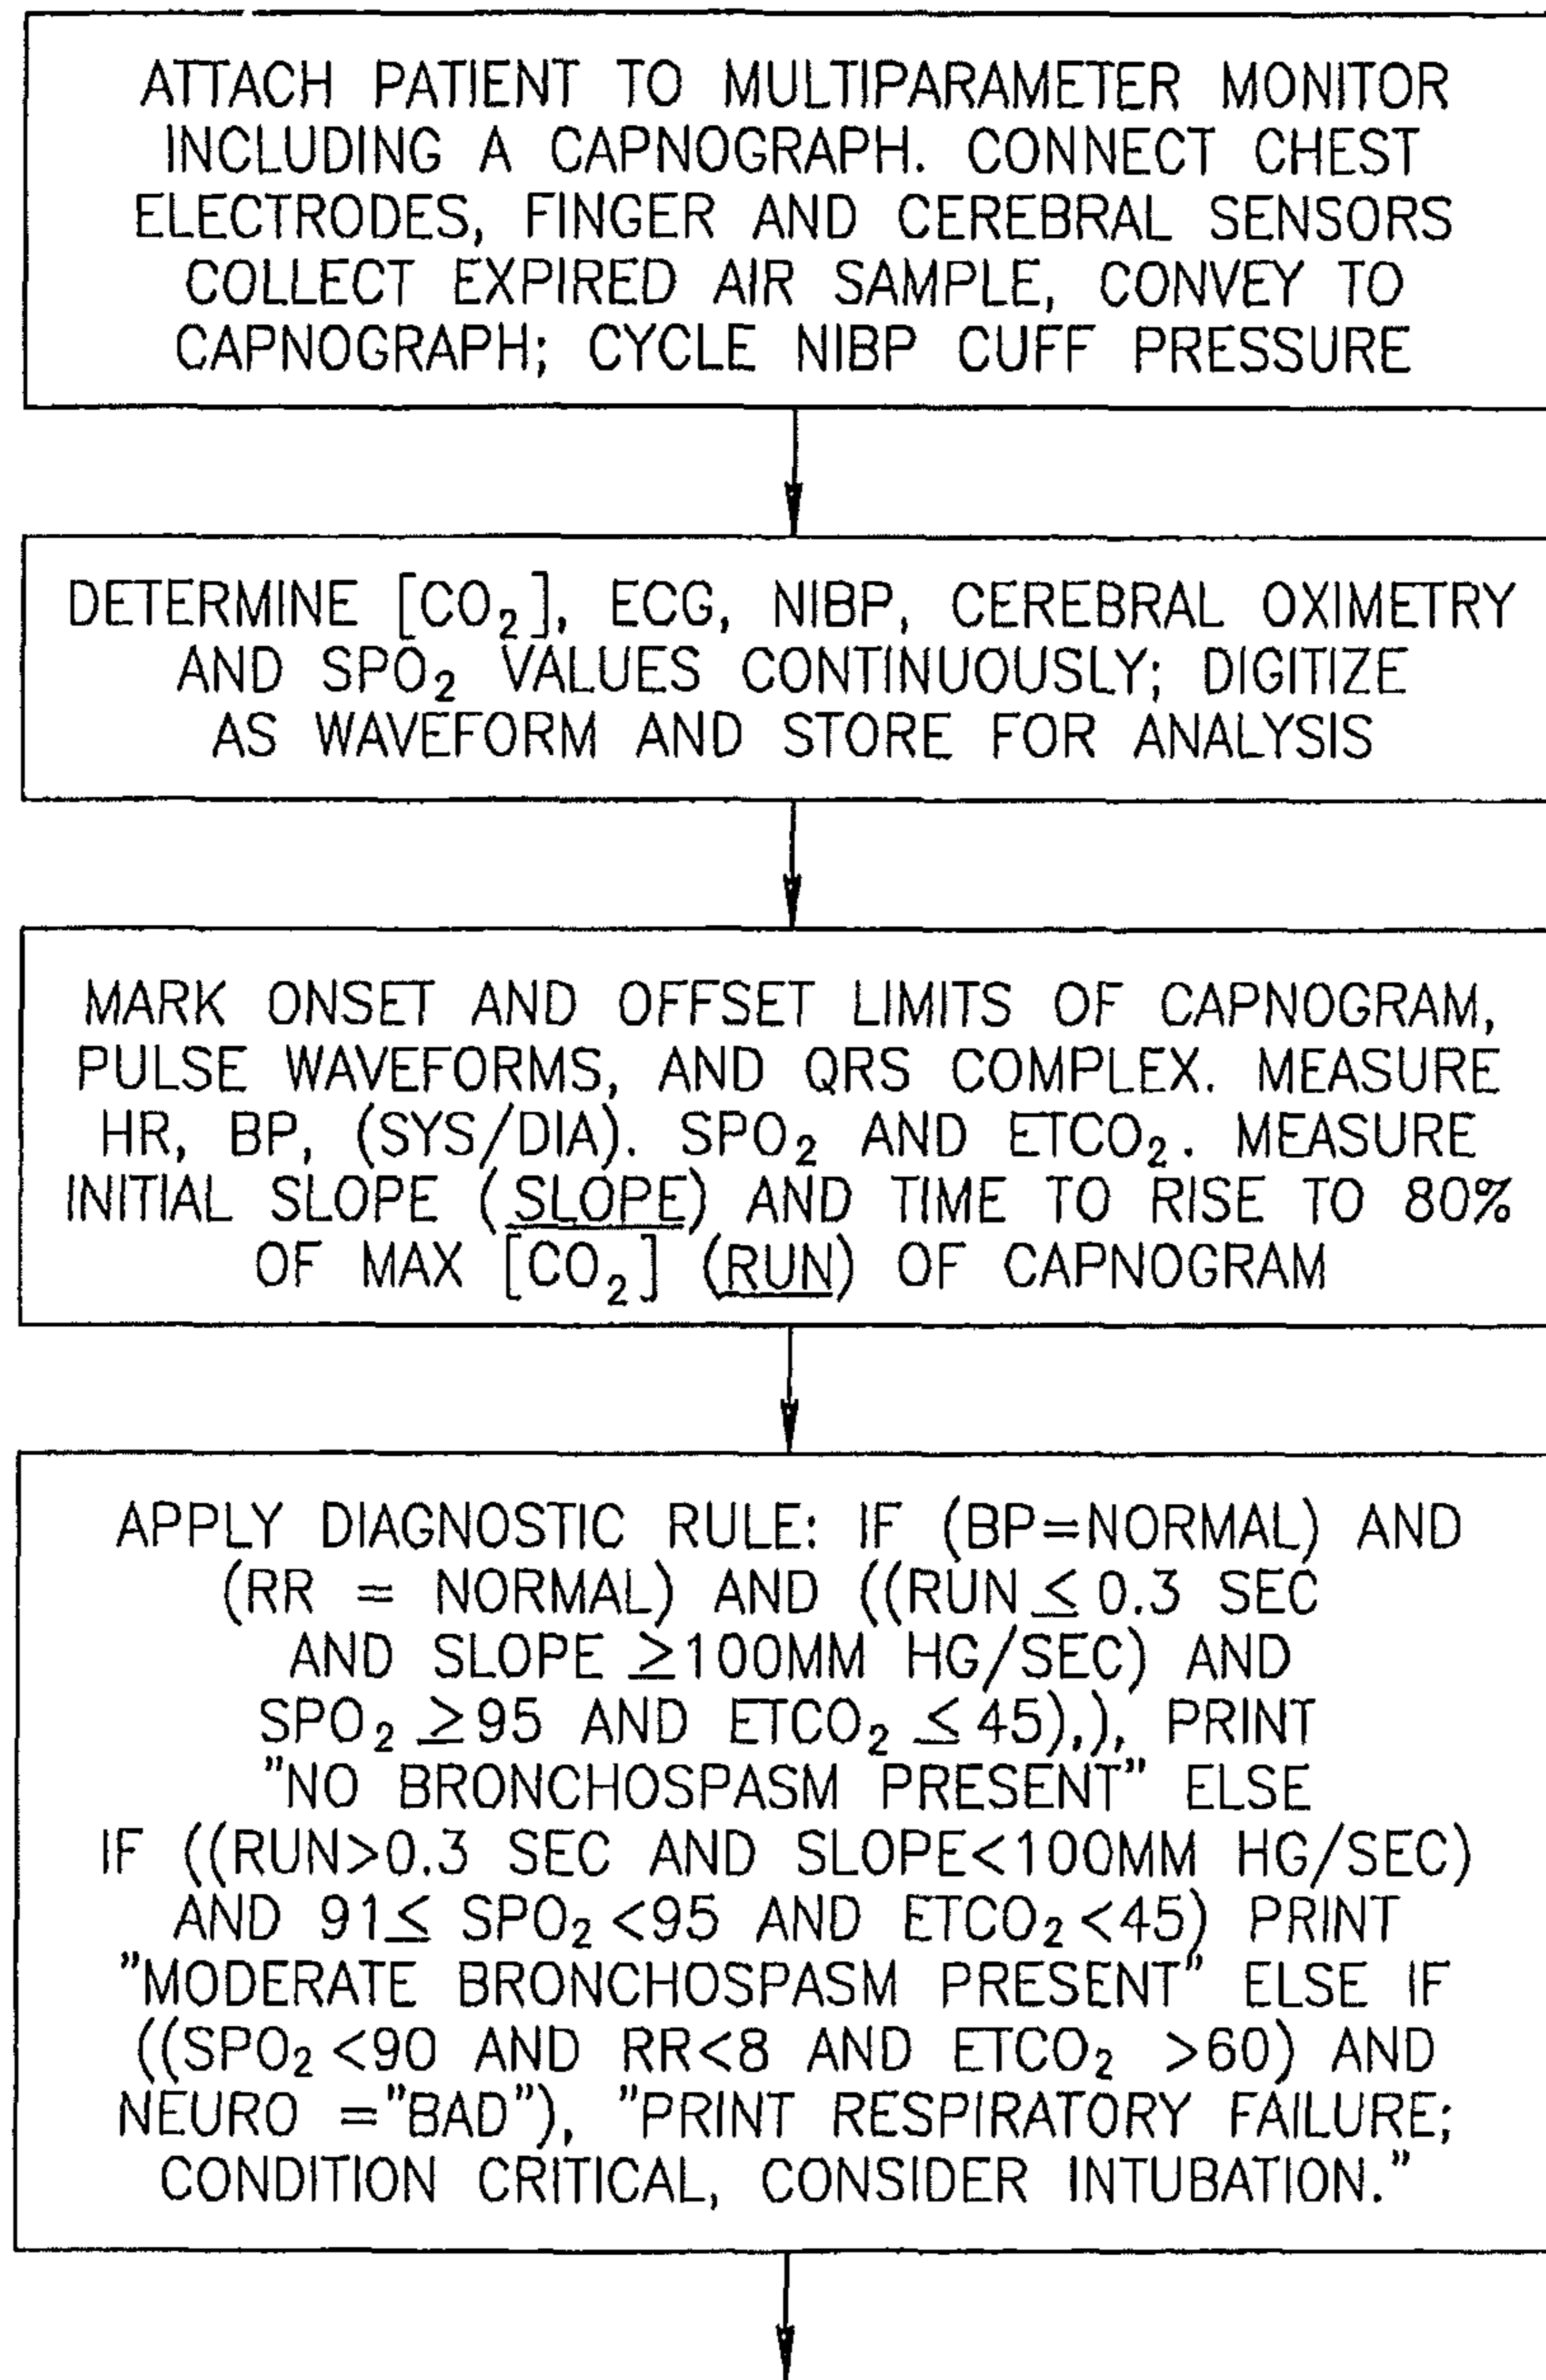 ATTACH PATIENT TO MULTIPARAMETER MONITOR
INCLUDING A CAPNOGRAPH. CONNECT CHEST
ELECTRODES, FINGER AND CEREBRAL SENSORS
COLLECT EXPIRED AIR SAMPLE, CONVEY TO
CAPNOGRAPH; CYCLE NIBP CUFF PRESSURE
DETERMINE [CO₂], ECG, NIBP, CEREBRAL OXIMETRY
AND SPO₂ VALUES CONTINUOUSLY; DIGITIZE
AS WAVEFORM AND STORE FOR ANALYSIS
MARK ONSET AND OFFSET LIMITS OF CAPNOGRAM,
PULSE WAVEFORMS, AND QRS COMPLEX. MEASURE
HR, BP, (SYS/DIA). SPO₂ AND ETCO₂. MEASURE
INITIAL SLOPE (SLOPE) AND TIME TO RISE TO 80%
OF MAX [CO₂] (RUN) OF CAPNOGRAM
APPLY DIAGNOSTIC RULE: IF (BP=NORMAL) AND
(RR = NORMAL) AND ((RUN ≤ 0.3 SEC
AND SLOPE ≥100MM HG/SEC) AND
SPO₂ ≥95 AND ETCO₂ ≤45),), PRINT
"NO BRONCHOSPASM PRESENT" ELSE
IF ((RUN>0.3 SEC AND SLOPE<100MM HG/SEC)
AND 91≤ SPO₂ <95 AND ETCO₂ <45) PRINT
"MODERATE BRONCHOSPASM PRESENT" ELSE IF
((SPO₂ <90 AND RR<8 AND ETCO₂ >60) AND
NEURO ="BAD"), "PRINT RESPIRATORY FAILURE;
CONDITION CRITICAL, CONSIDER INTUBATION."